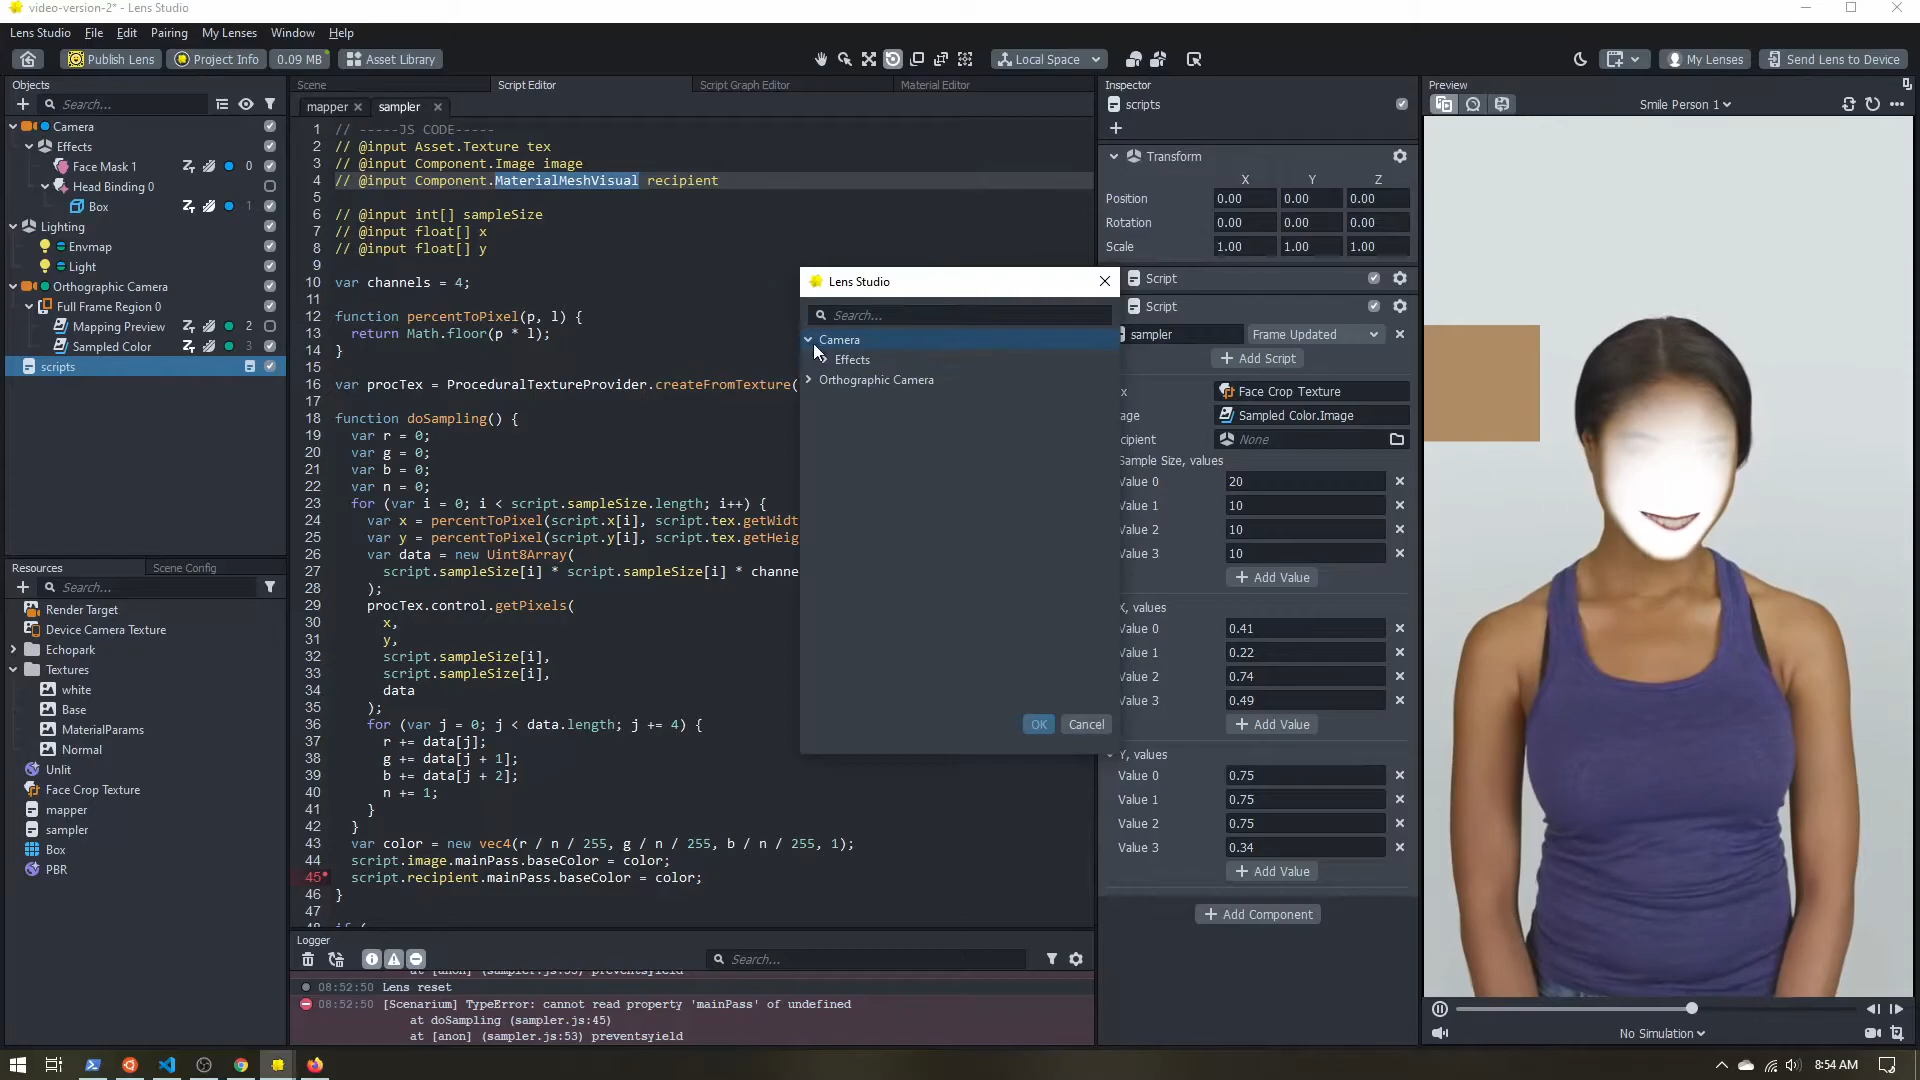 video-version-2* - Lens Studio
Lens Studio File Edit Pairing My Lenses Window Help
Publish Lens Project Info 0.09 MB Asset Library Local Space My Lenses Send Lens to Device
Objects
Search...
Camera
Effects
Face Mask 1 0
Head Binding 0
Box 1
Lighting
Envmap
Light
Orthographic Camera
Full Frame Region 0
Mapping Preview 2
Sampled Color 3
scripts
Resources Scene Config
Search...
Render Target
Device Camera Texture
Echopark
Textures
white
Base
MaterialParams
Normal
Unlit
Face Crop Texture
mapper
sampler
Box
PBR
Scene Script Editor Script Graph Editor Material Editor
mapper sampler
1 // -----JS CODE-----
2 // @input Asset.Texture tex
3 // @input Component.Image image
4 // @input Component.MaterialMeshVisual recipient
5
6 // @input int[] sampleSize
7 // @input float[] x
8 // @input float[] y
9
10 var channels = 4;
11
12 function percentToPixel(p, l) {
13 return Math.floor(p * l);
14 }
15
16 var procTex = ProceduralTextureProvider.createFromTexture(
17
18 function doSampling() {
19 var r = 0;
20 var g = 0;
21 var b = 0;
22 var n = 0;
23 for (var i = 0; i < script.sampleSize.length; i++) {
24 var x = percentToPixel(script.x[i], script.tex.getWidt
25 var y = percentToPixel(script.y[i], script.tex.getHeig
26 var data = new Uint8Array(
27 script.sampleSize[i] * script.sampleSize[i] * channe
28 );
29 procTex.control.getPixels(
30 x,
31 y,
32 script.sampleSize[i],
33 script.sampleSize[i],
34 data
35 );
36 for (var j = 0; j < data.length; j += 4) {
37 r += data[j];
38 g += data[j + 1];
39 b += data[j + 2];
40 n += 1;
41 }
42 }
43 var color = new vec4(r / n / 255, g / n / 255, b / n / 255, 1);
44 script.image.mainPass.baseColor = color;
45 script.recipient.mainPass.baseColor = color;
46 }
47
Logger
Search...
at [anon] (sampler.js:53) preventsyield
08:52:50 Lens reset
08:52:50 [Scenarium] TypeError: cannot read property 'mainPass' of undefined
at doSampling (sampler.js:45)
at [anon] (sampler.js:53) preventsyield
Lens Studio
Search...
Camera
Effects
Orthographic Camera
OK Cancel
Inspector
scripts
Transform
X Y Z
Position 0.00 0.00 0.00
Rotation 0.00 0.00 0.00
Scale 1.00 1.00 1.00
Script
Script
sampler Frame Updated
Add Script
x Face Crop Texture
age Sampled Color.Image
cipient None
Sample Size, values
Value 0 20
Value 1 10
Value 2 10
Value 3 10
Add Value
X, values
Value 0 0.41
Value 1 0.22
Value 2 0.74
Value 3 0.49
Add Value
Y, values
Value 0 0.75
Value 1 0.75
Value 2 0.75
Value 3 0.34
Add Value
Add Component
Preview
Smile Person 1
No Simulation
8:54 AM